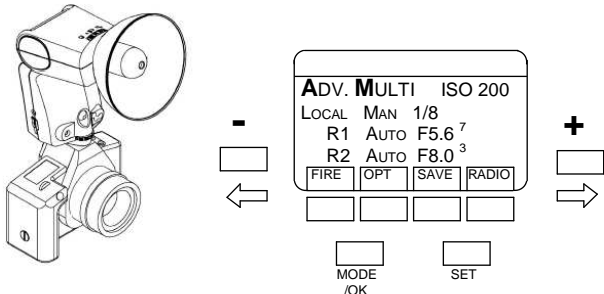 ADV. MULTI ISO 200
LOCAL MAN 1/8
R1 AUTO F5.6 7
R2 AUTO F8.0 3
FIRE OPT SAVE RADIO
- +
MODE SET
/OK